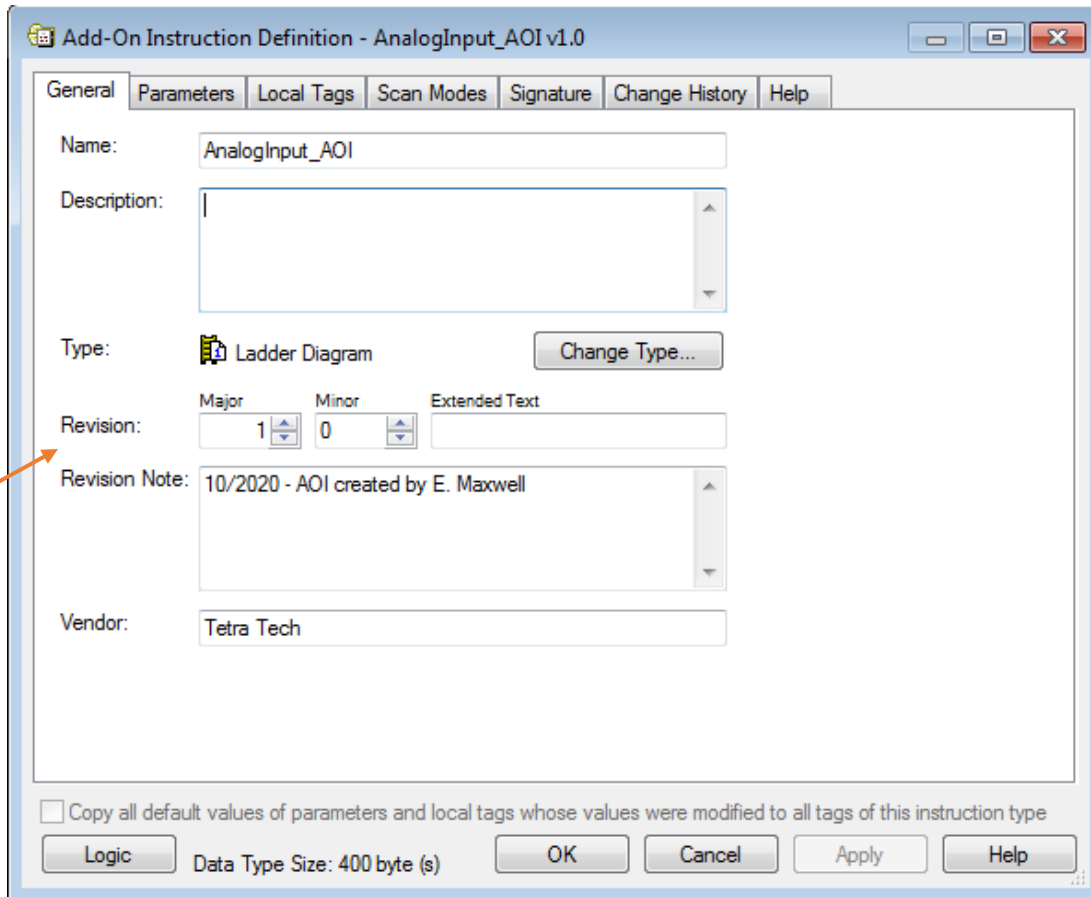 Add-On Instruction Definition - AnalogInput_AOI v1.0
General Parameters Local Tags Scan Modes Signature Change History Help
Name: AnalogInput_AOI
Description:
Type: Ladder Diagram Change Type...
Major Minor Extended Text
Revision: 1 0
Revision Note: 10/2020 - AOI created by E. Maxwell
Vendor: Tetra Tech
Copy all default values of parameters and local tags whose values were modified to all tags of this instruction type
Logic Data Type Size: 400 byte (s) OK Cancel Apply Help